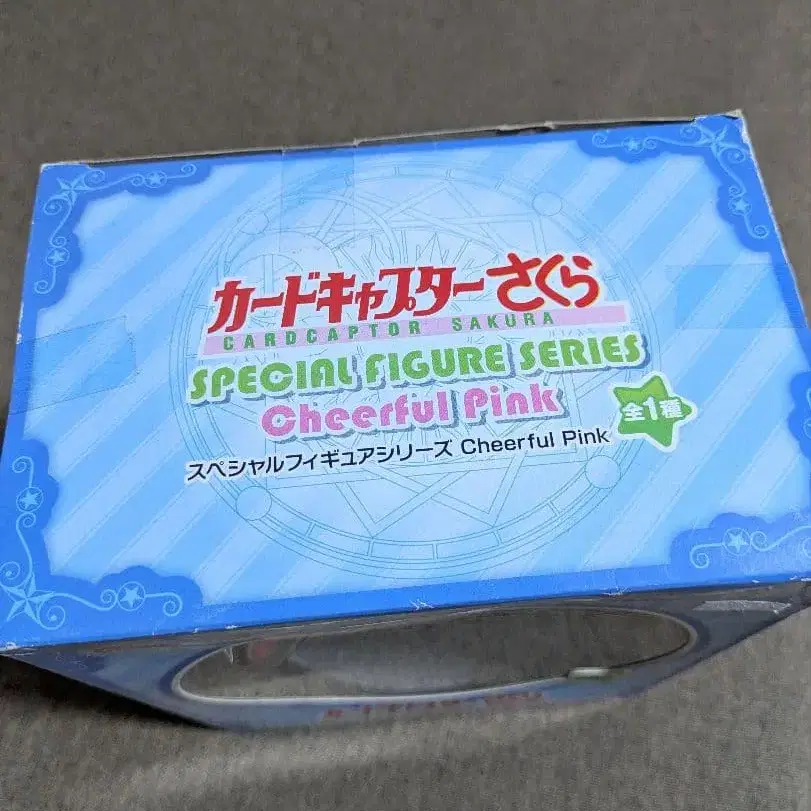 カードキャプターさくら
CARDCAPTOR SAKURA
SPECIAL FIGURE SERIES
Cheerful Pink
全1種
スペシャルフィギュアシリーズ Cheerful Pink